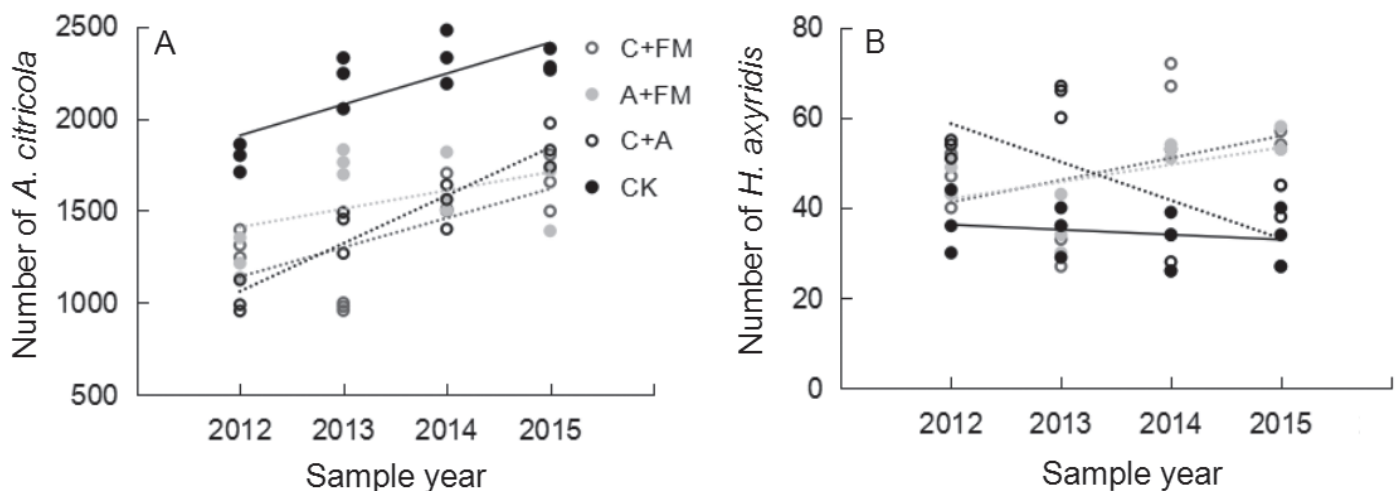 A
Number of A. citricola
2500
2000
1500
1000
500
2012 2013 2014 2015
Sample year
C+FM
A+FM
C+A
CK
B
Number of H. axyridis
80
60
40
20
0
2012 2013 2014 2015
Sample year